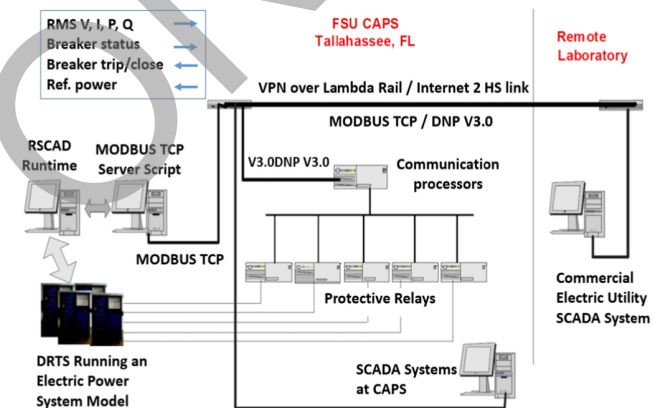 RMS V, I, P, Q
Breaker status
Breaker trip/close
Ref. power
FSU CAPS
Tallahassee, FL
Remote
Laboratory
VPN over Lambda Rail / Internet 2 HS link
MODBUS TCP / DNP V3.0
RSCAD
Runtime
MODBUS TCP
Server Script
V3.0DNP V3.0
Communication
processors
MODBUS TCP
Protective Relays
Commercial
Electric Utility
SCADA System
DRTS Running an
Electric Power
System Model
SCADA Systems
at CAPS